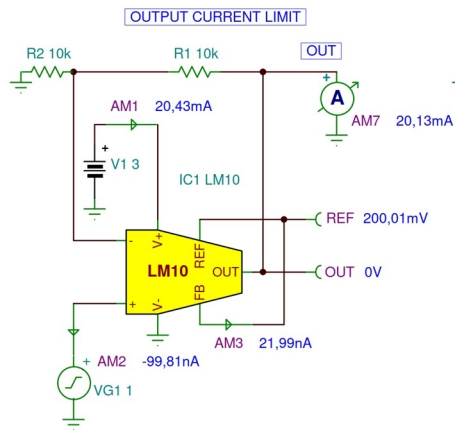 OUTPUT CURRENT LIMIT
R2 10k
R1 10k
OUT
+
A
AM7 20,13mA
AM1 20,43mA
+
V1 3
IC1 LM10
- V+ REF
LM10 OUT
+ V- FB
REF 200,01mV
OUT 0V
AM3 21,99nA
+ AM2 -99,81nA
VG1 1